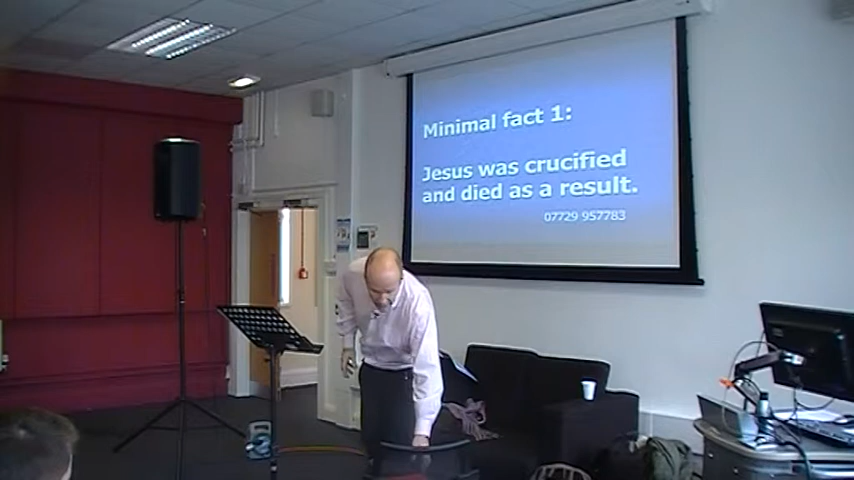 Minimal fact 1:
Jesus was crucified
and died as a result.
07729 957783